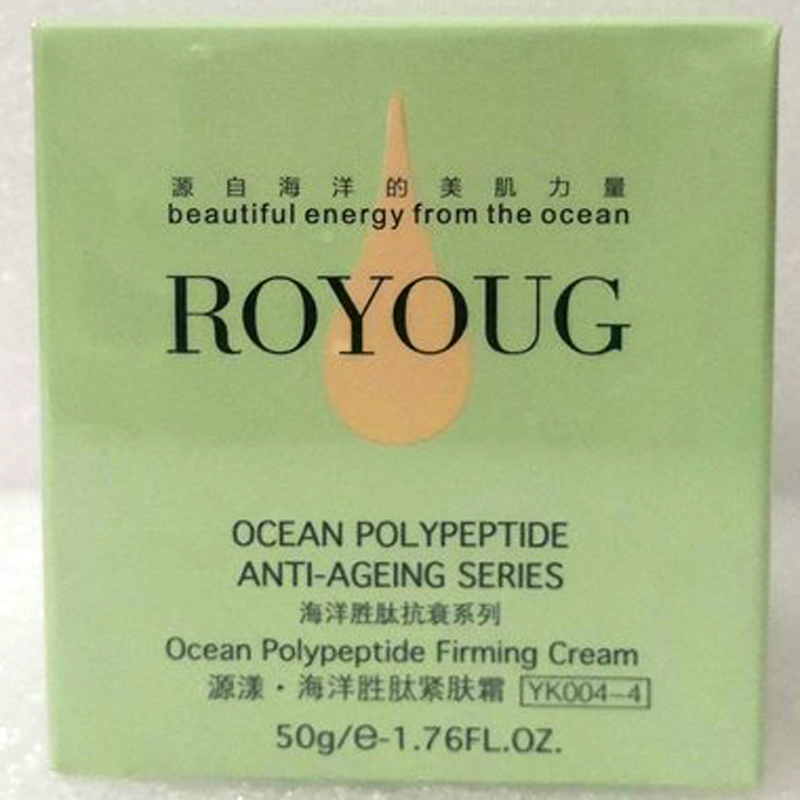 源自海洋的美肌力量
beautiful energy from the ocean
ROYOUG
OCEAN POLYPEPTIDE
ANTI-AGEING SERIES
海洋胜肽抗衰系列
Ocean Polypeptide Firming Cream
源漾·海洋胜肽紧肤霜 YK004-4
50g/℮-1.76FL.OZ.